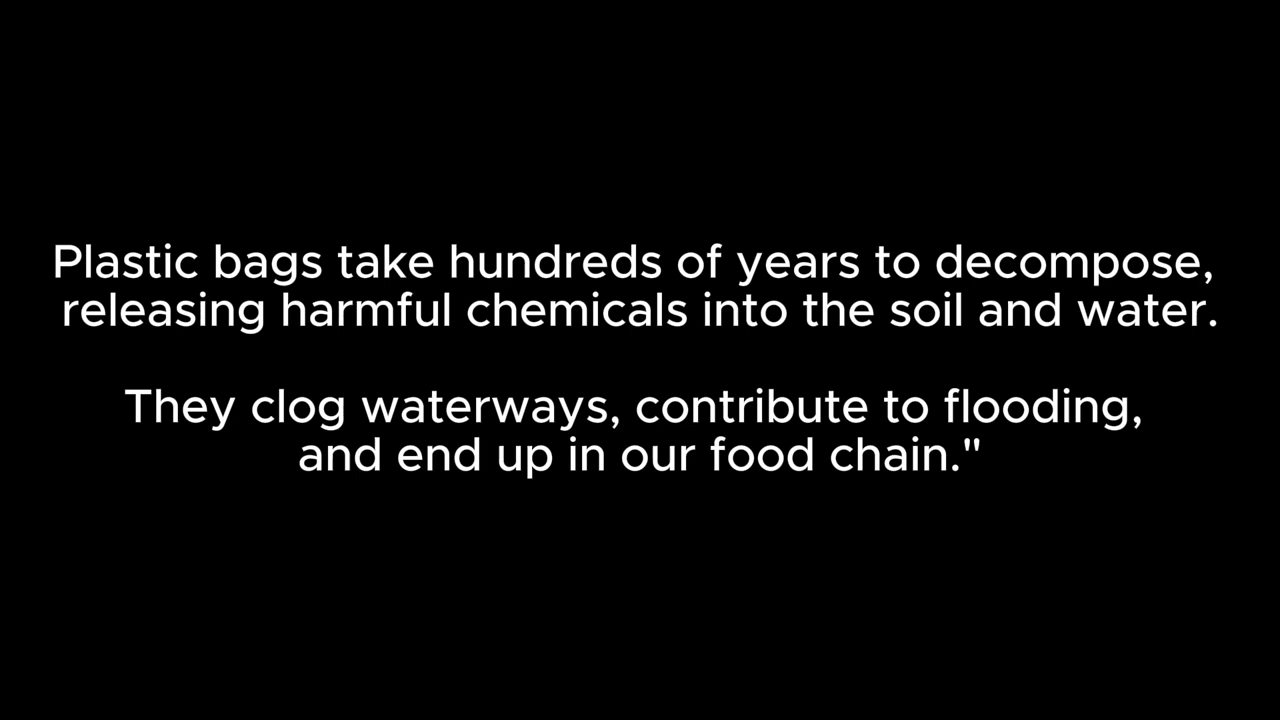 Plastic bags take hundreds of years to decompose,
releasing harmful chemicals into the soil and water.
They clog waterways, contribute to flooding,
and end up in our food chain."